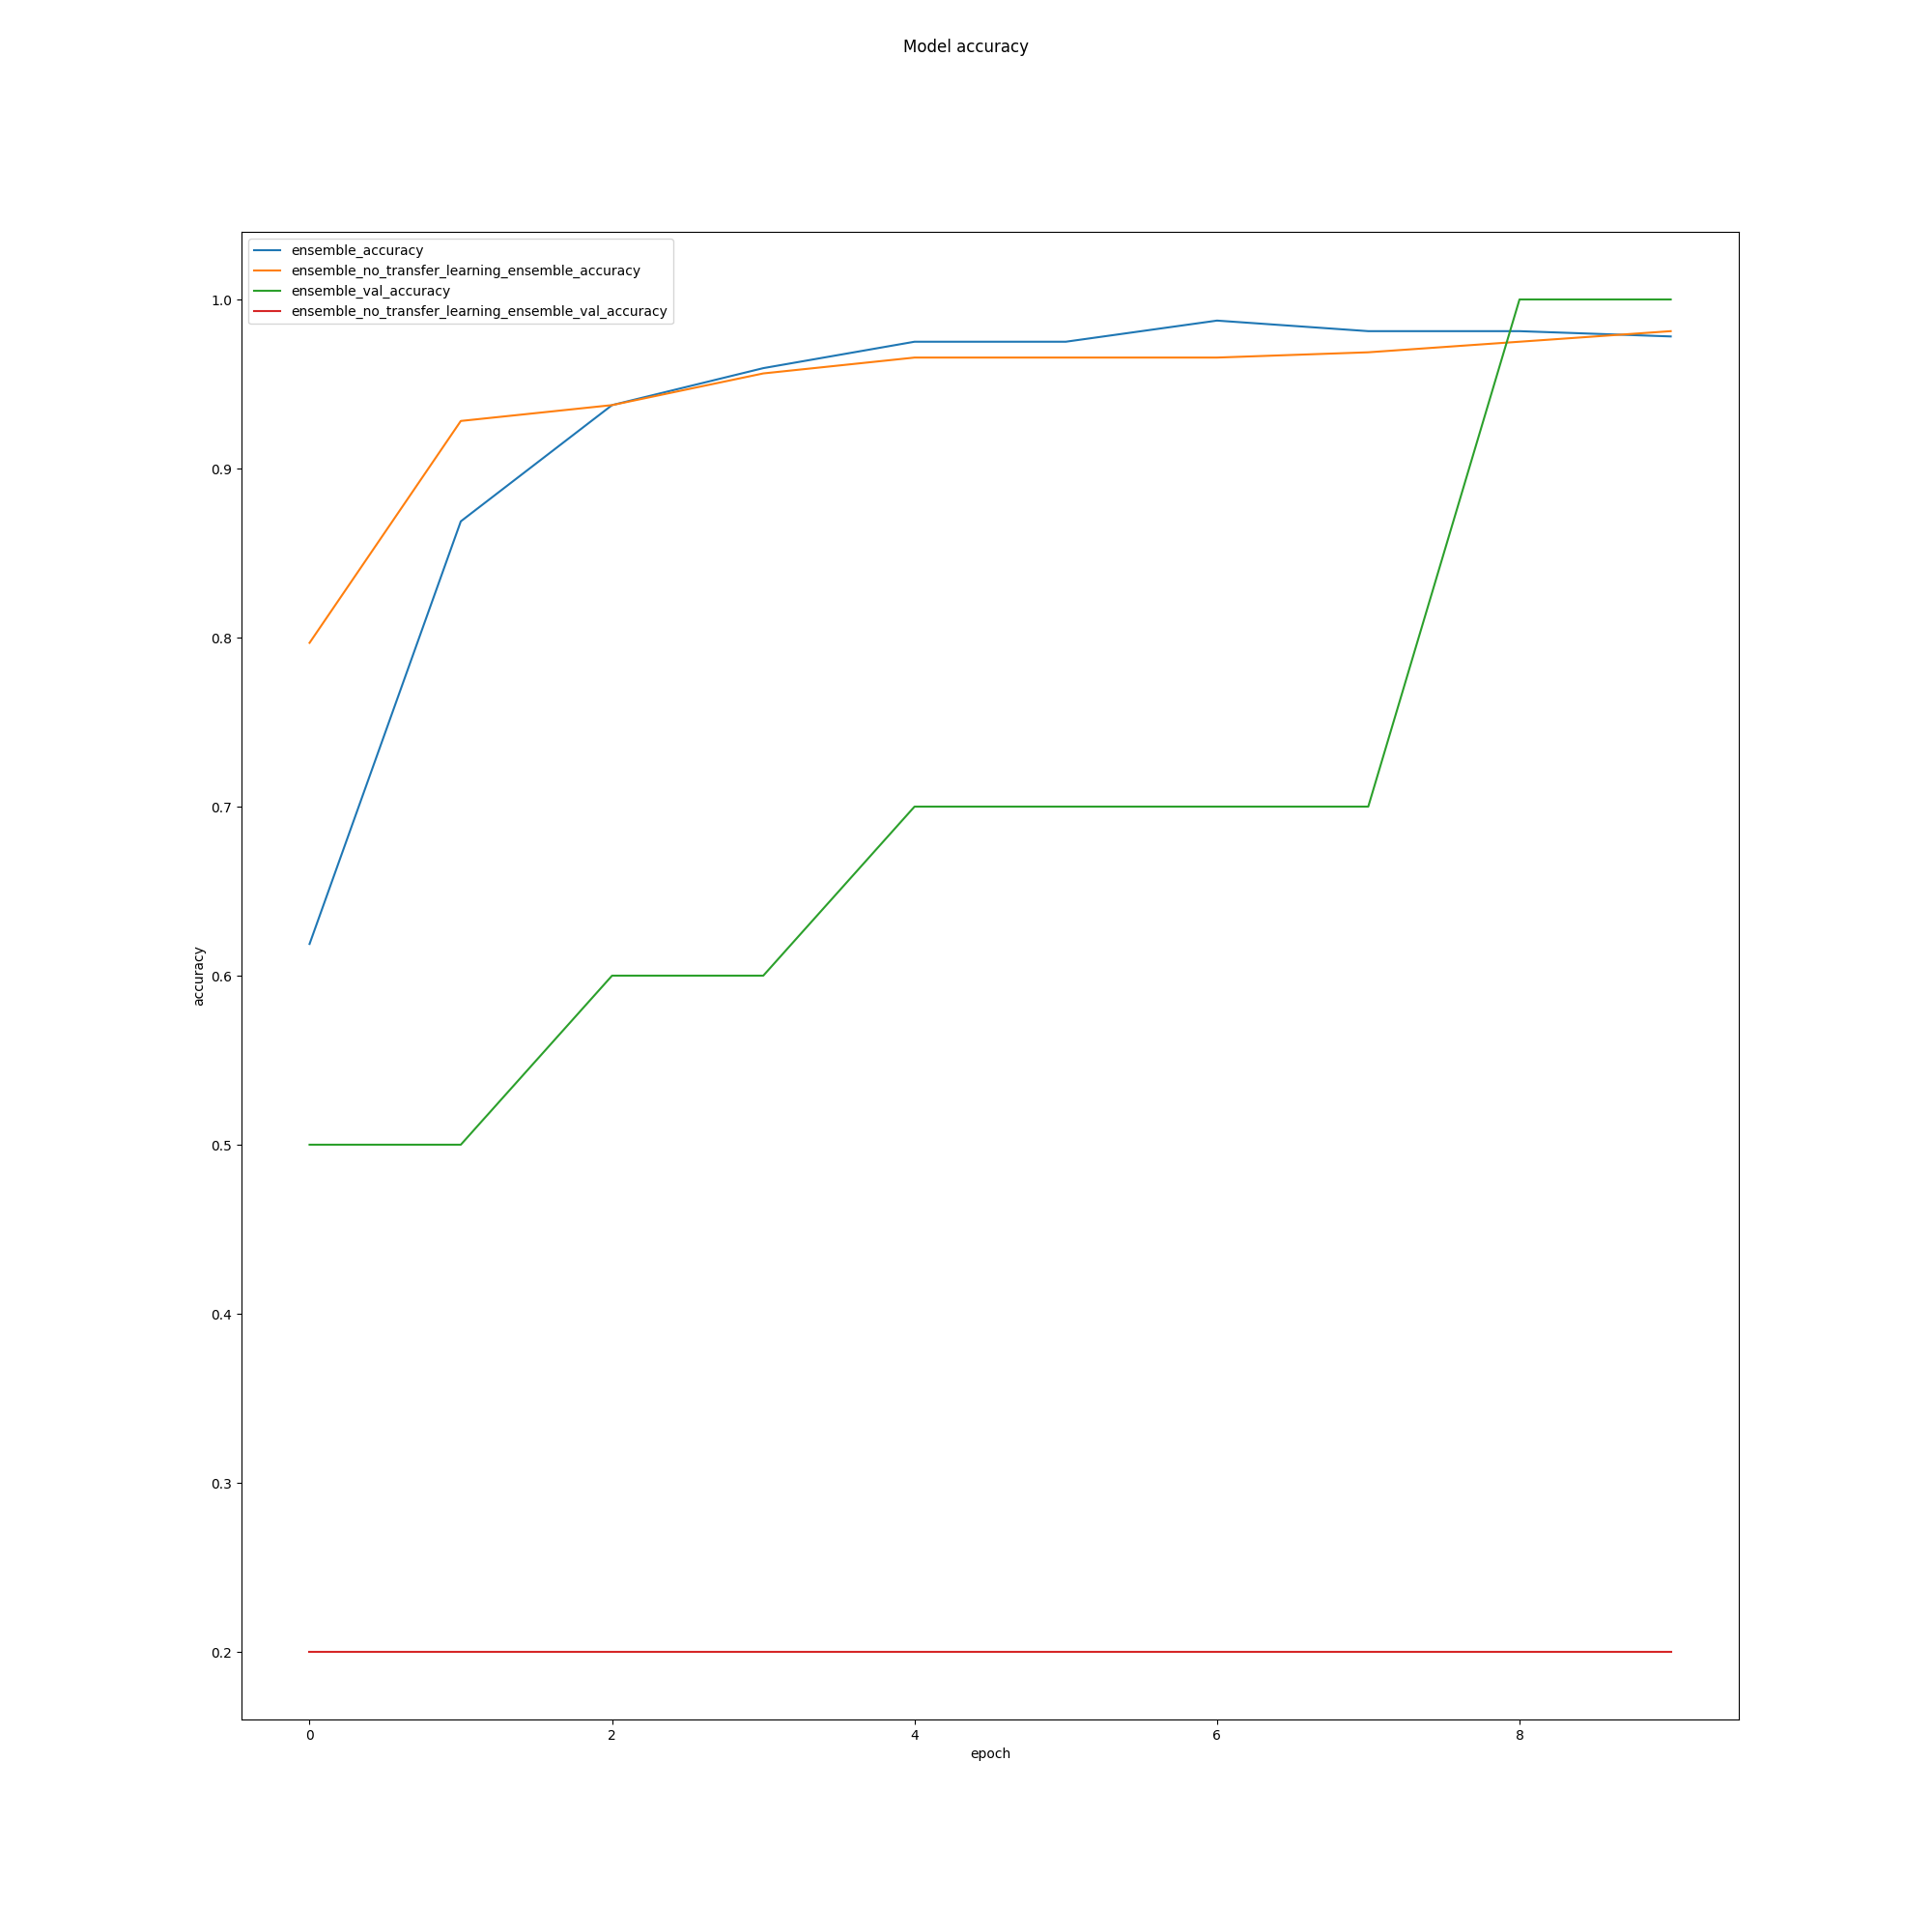 Model accuracy
ensemble_accuracy
ensemble_no_transfer_learning_ensemble_accuracy
ensemble_val_accuracy
ensemble_no_transfer_learning_ensemble_val_accuracy
1.0
0.9
0.8
0.7
0.6
0.5
0.4
0.3
0.2
accuracy
0 2 4 6 8
epoch